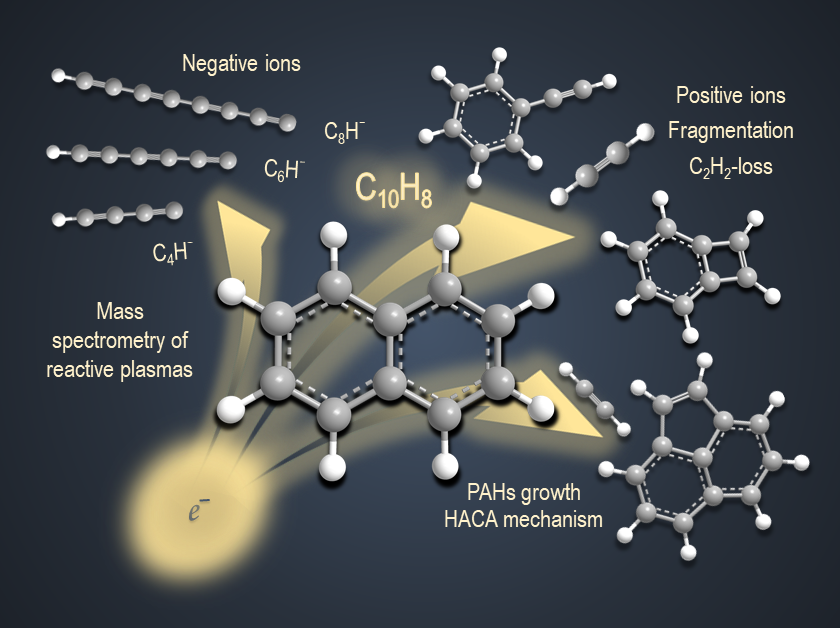 Negative ions
C₈H⁻
C₆H⁻
C₄H⁻
C₁₀H₈
Positive ions
Fragmentation
C₂H₂-loss
Mass
spectrometry of
reactive plasmas
e⁻
PAHs growth
HACA mechanism